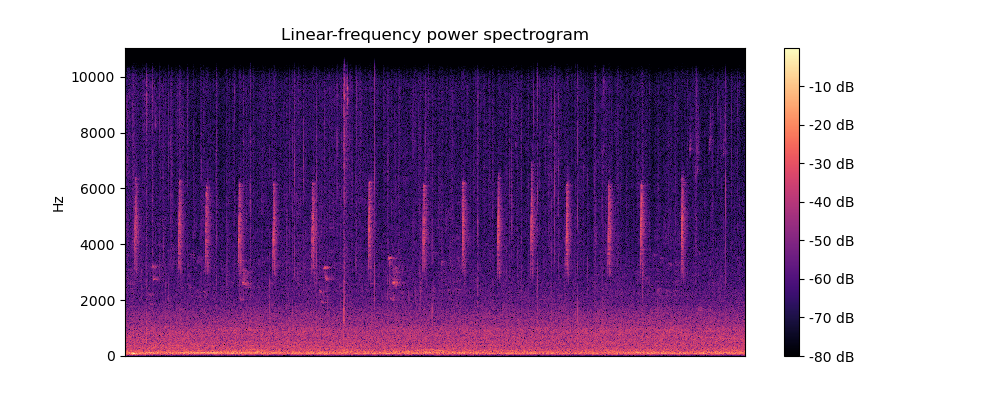 Linear-frequency power spectrogram
Hz
10000
8000
6000
4000
2000
0
-10 dB
-20 dB
-30 dB
-40 dB
-50 dB
-60 dB
-70 dB
-80 dB